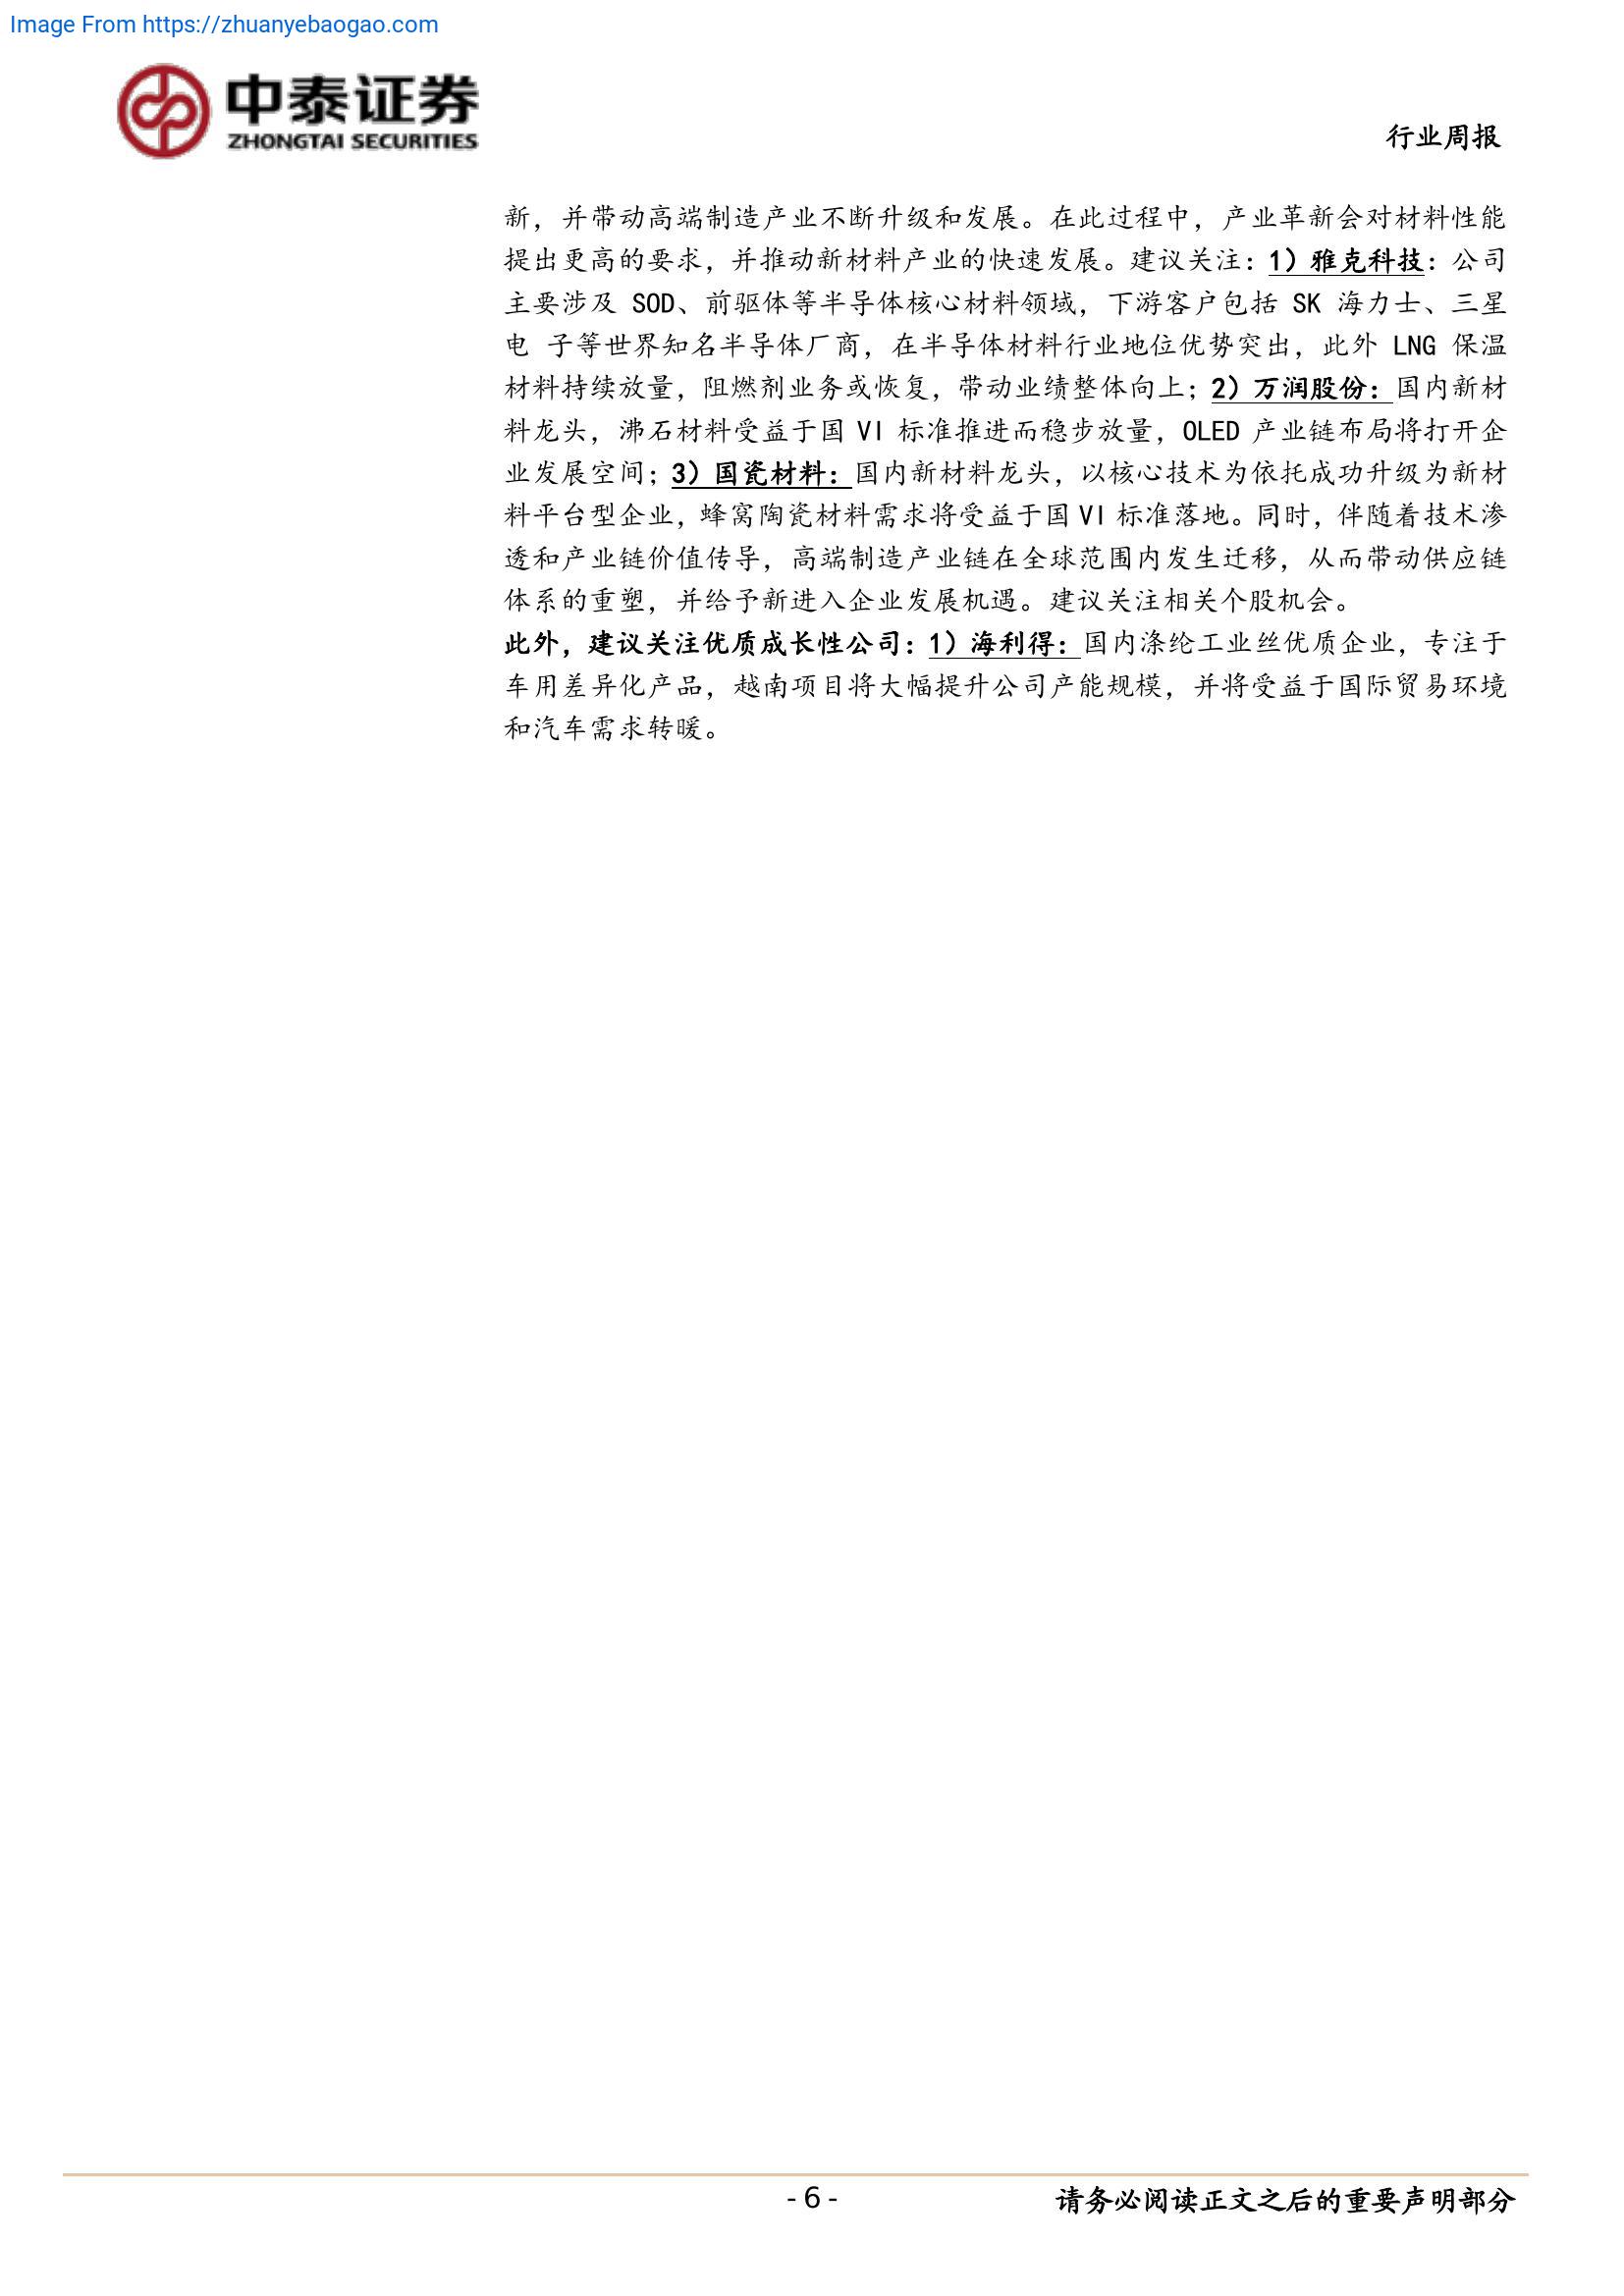 Image From https://zhuanyebaogao.com
中泰证券
ZHONGTAI SECURITIES
行业周报
新，并带动高端制造产业不断升级和发展。在此过程中，产业革新会对材料性能
提出更高的要求，并推动新材料产业的快速发展。建议关注：1）雅克科技：公司
主要涉及 SOD、前驱体等半导体核心材料领域，下游客户包括 SK 海力士、三星
电 子等世界知名半导体厂商，在半导体材料行业地位优势突出，此外 LNG 保温
材料持续放量，阻燃剂业务或恢复，带动业绩整体向上；2）万润股份：国内新材
料龙头，沸石材料受益于国 VI 标准推进而稳步放量，OLED 产业链布局将打开企
业发展空间；3）国瓷材料：国内新材料龙头，以核心技术为依托成功升级为新材
料平台型企业，蜂窝陶瓷材料需求将受益于国 VI 标准落地。同时，伴随着技术渗
透和产业链价值传导，高端制造产业链在全球范围内发生迁移，从而带动供应链
体系的重塑，并给予新进入企业发展机遇。建议关注相关个股机会。
此外，建议关注优质成长性公司：1）海利得：国内涤纶工业丝优质企业，专注于
车用差异化产品，越南项目将大幅提升公司产能规模，并将受益于国际贸易环境
和汽车需求转暖。
- 6 -
请务必阅读正文之后的重要声明部分